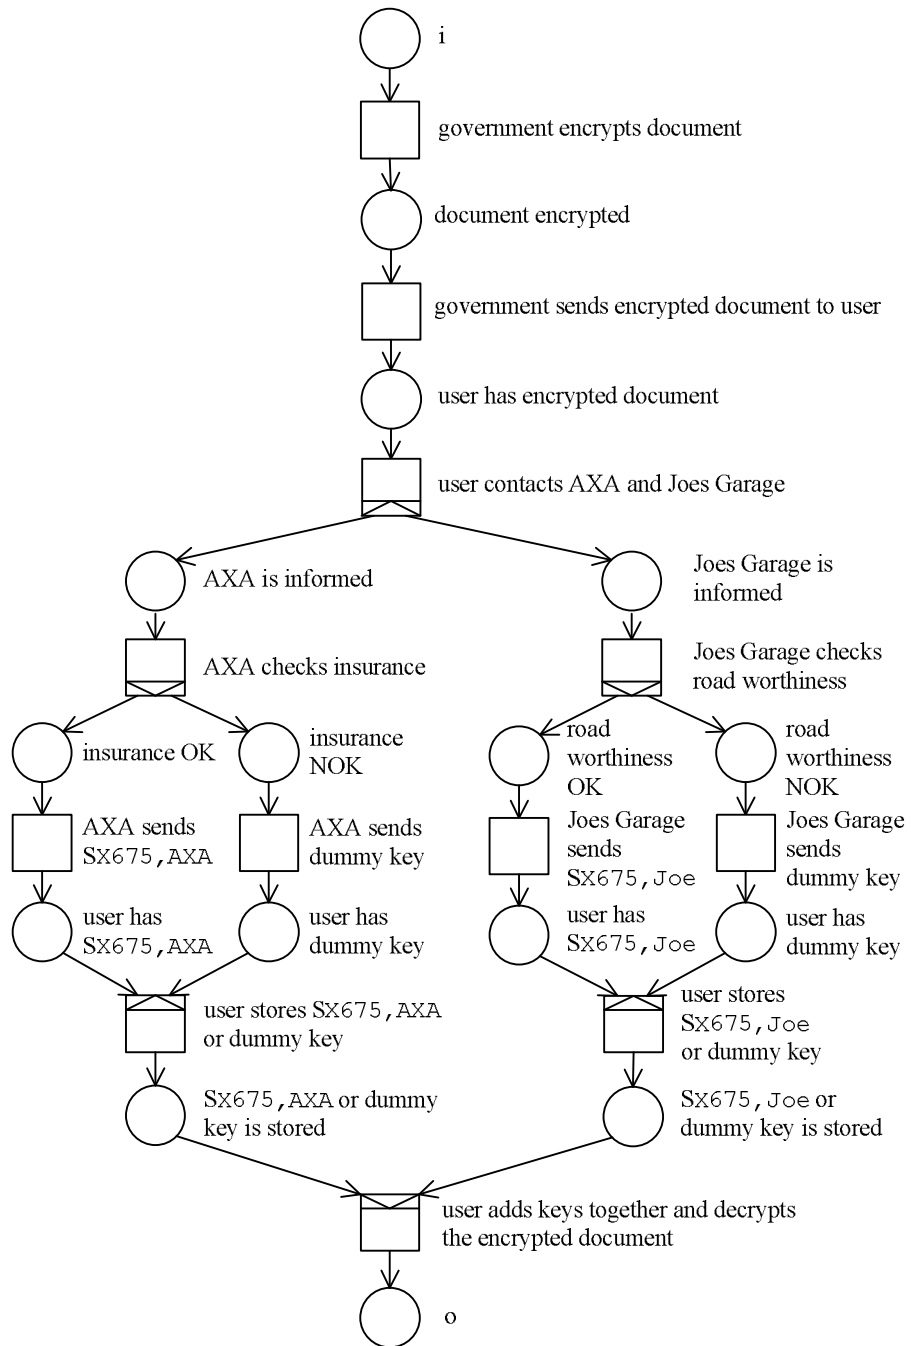 i
government encrypts document
document encrypted
government sends encrypted document to user
user has encrypted document
user contacts AXA and Joes Garage
AXA is informed
Joes Garage is
informed
AXA checks insurance
Joes Garage checks
road worthiness
insurance OK
insurance
NOK
road
worthiness
OK
road
worthiness
NOK
AXA sends
SX675,AXA
AXA sends
dummy key
Joes Garage
sends
SX675,Joe
Joes Garage
sends
dummy key
user has
SX675,AXA
user has
dummy key
user has
SX675,Joe
user has
dummy key
user stores SX675,AXA
or dummy key
user stores
SX675,Joe
or dummy key
SX675,AXA or dummy
key is stored
SX675,Joe or
dummy key is stored
user adds keys together and decrypts
the encrypted document
o